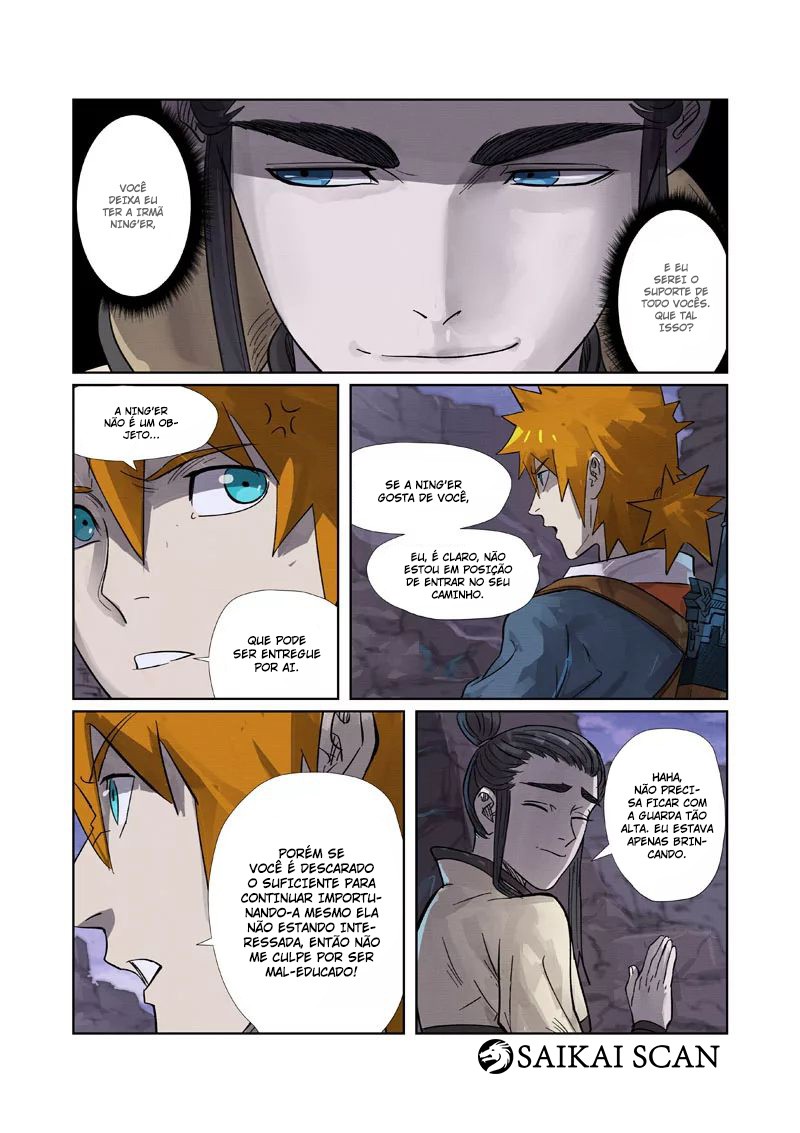 VOCÊ
DEIXA EU
TER A IRMÃ
NING'ER,
E EU
SEREI O
SUPORTE DE
TODO VOCÊS.
QUE TAL
ISSO?
A NING'ER
NÃO É UM OB-
JETO...
QUE PODE
SER ENTREGUE
POR AI.
SE A NING'ER
GOSTA DE VOCÊ,
EU, É CLARO, NÃO
ESTOU EM POSIÇÃO
DE ENTRAR NO SEU
CAMINHO.
PORÉM SE
VOCÊ É DESCARADO
O SUFICIENTE PARA
CONTINUAR IMPORTU-
NANDO-A MESMO ELA
NÃO ESTANDO INTE-
RESSADA, ENTÃO NÃO
ME CULPE POR SER
MAL-EDUCADO!
HAHA,
NÃO PRECI-
SA FICAR COM
A GUARDA TÃO
ALTA. EU ESTAVA
APENAS BRIN-
CANDO.
SAIKAI SCAN